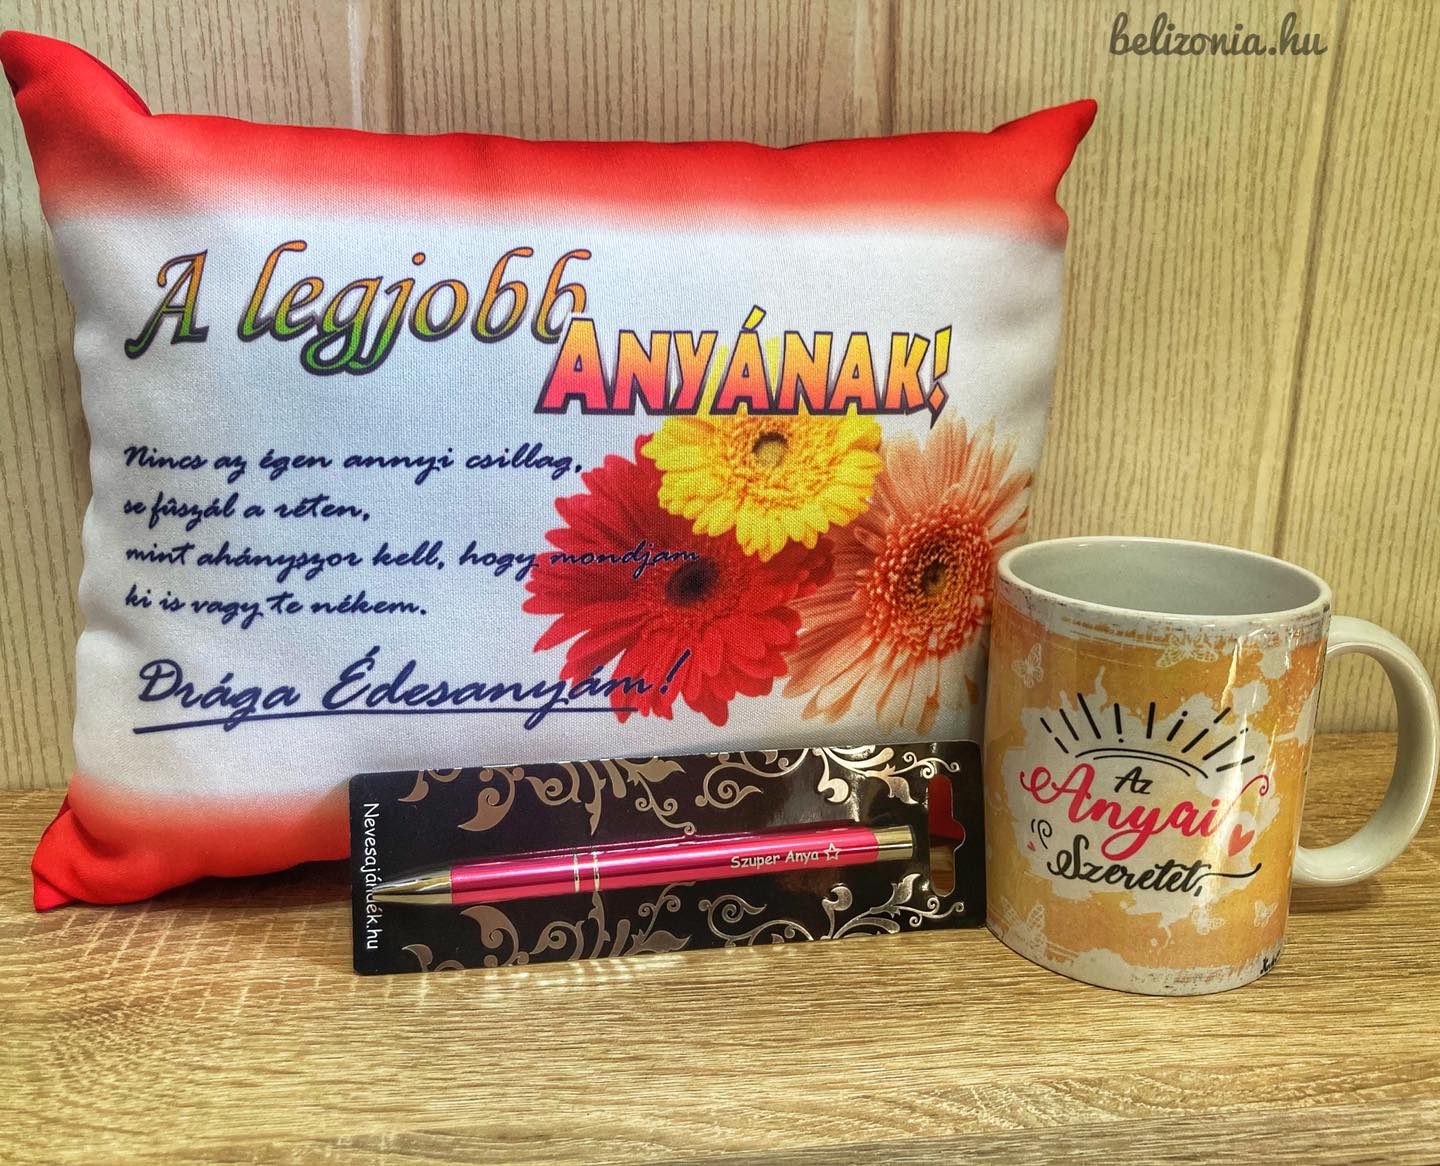 belizonia.hu
A legjobb
ANYÁNAK!
Nincs az égen annyi csillag,
se fûszál a réten,
mint ahányszor kell, hogy mondjam
ki is vagy te nékem.
Drága Édesanyám!
Nevesajándék.hu
Szuper Anya
Az
Anyai
Szeretet,